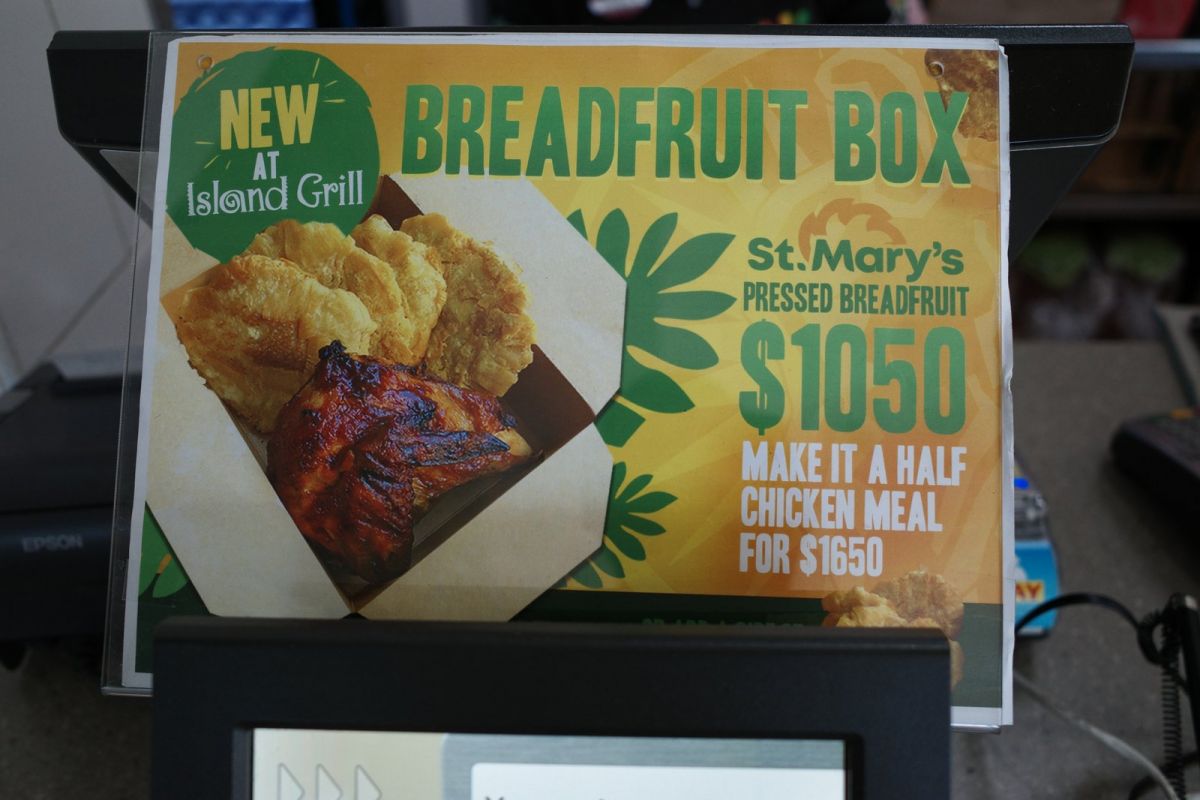 NEW
AT
Island Grill
BREADFRUIT BOX
St. Mary's
PRESSED BREADFRUIT
$1050
MAKE IT A HALF
CHICKEN MEAL
FOR $1650
EPSON